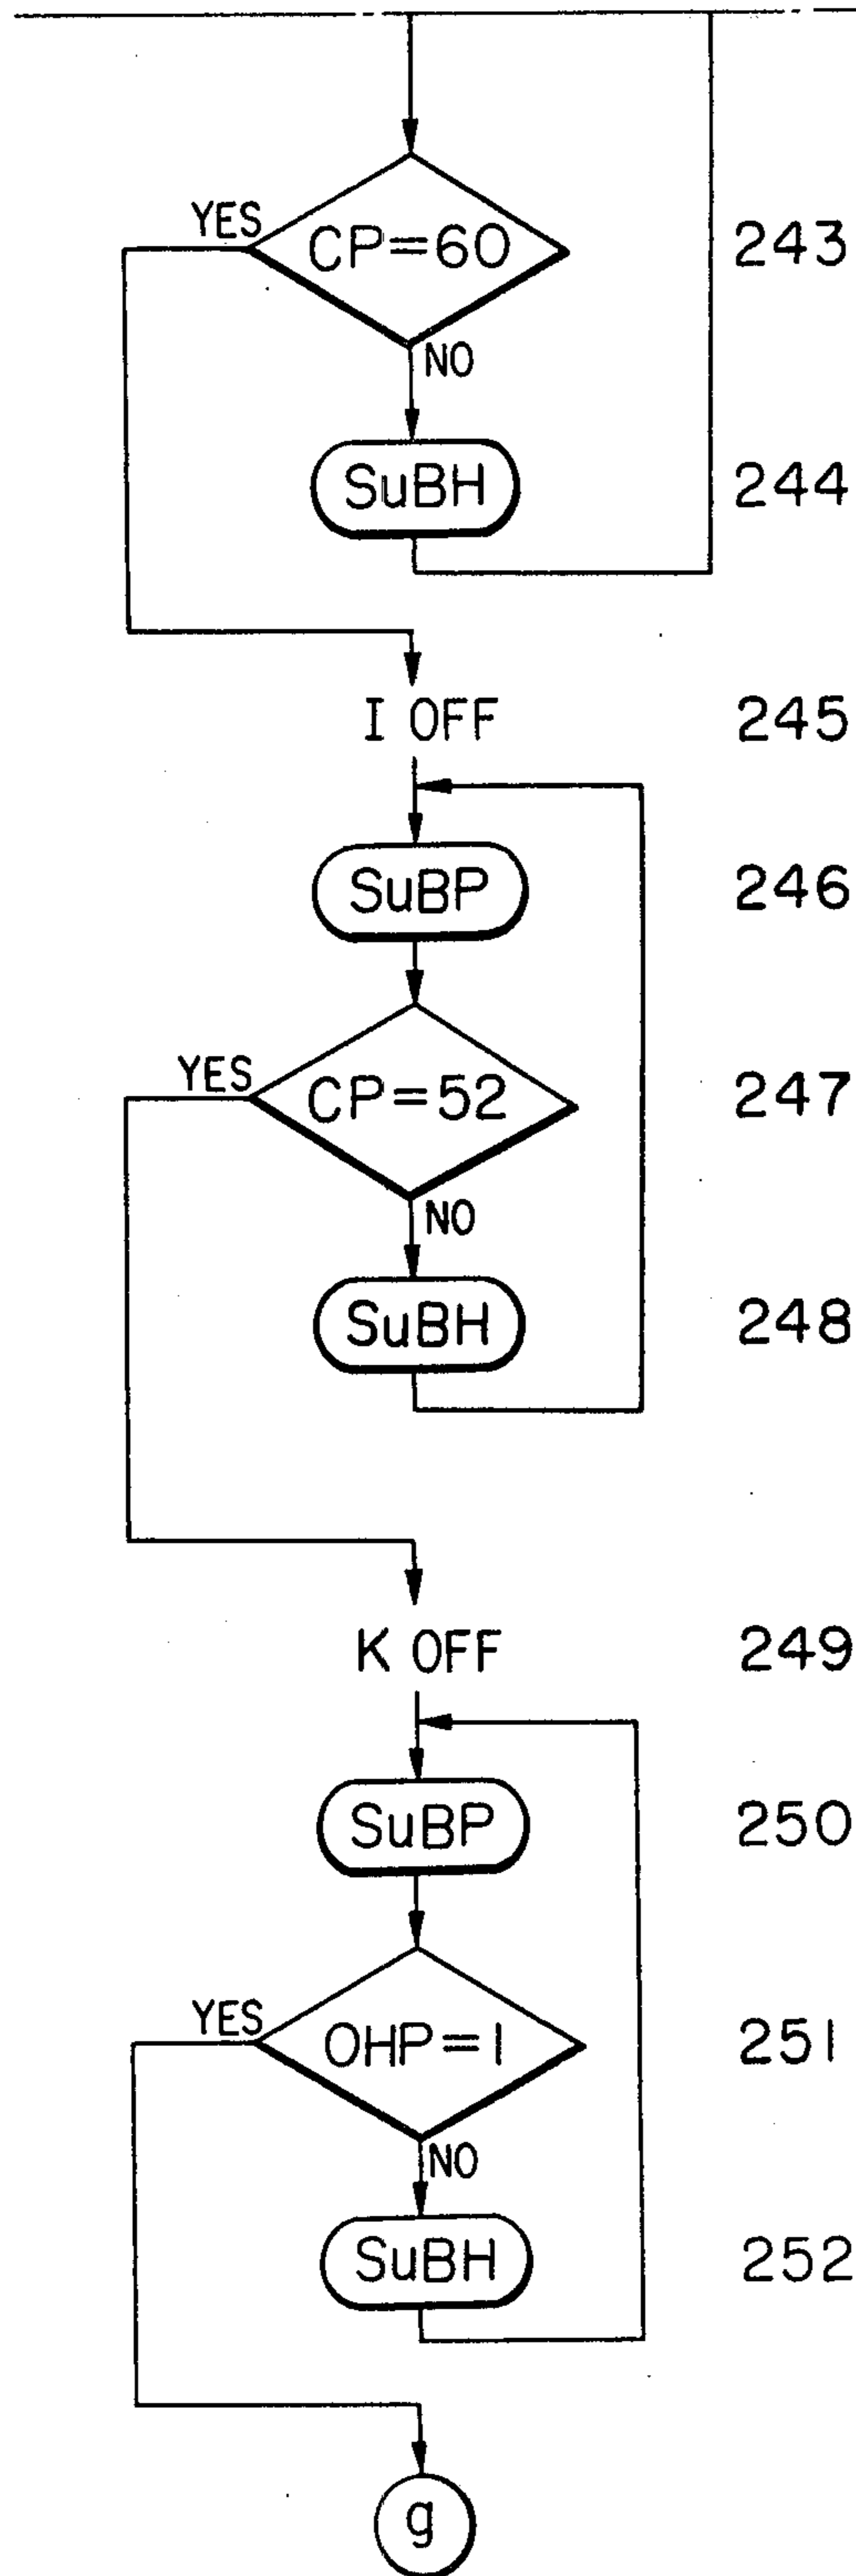 YES
CP=60 243
NO
SuBH 244
I OFF 245
SuBP 246
YES
CP=52 247
NO
SuBH 248
K OFF 249
SuBP 250
YES
OHP=1 251
NO
SuBH 252
g